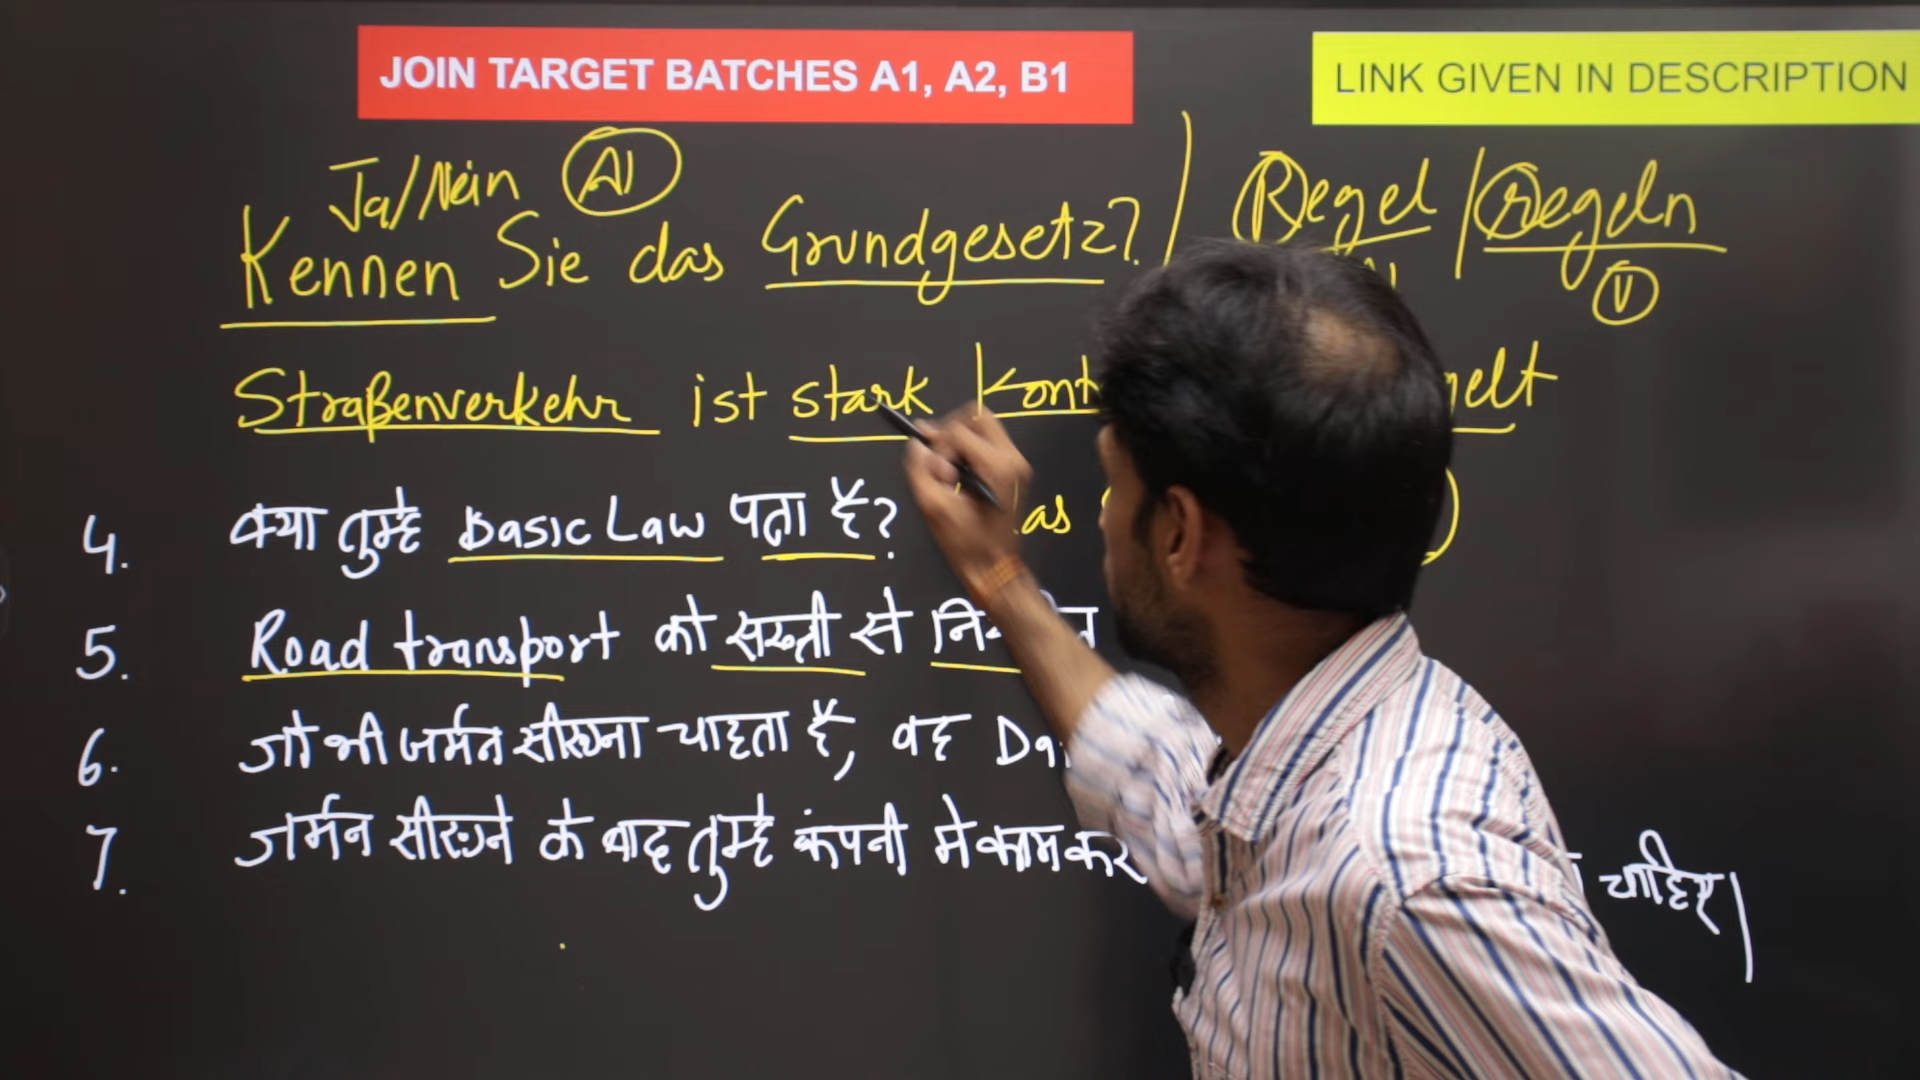 JOIN TARGET BATCHES A1, A2, B1
LINK GIVEN IN DESCRIPTION
Ja/Nein A1
Kennen Sie das Grundgesetz?
Regel / regeln
V
Straßenverkehr ist stark
4. क्या तुम्हे Basic Law पता है?
5. Road transport को सख्ती से
6. जो भी जर्मन सीखना चाहता है, वह
7. जर्मन सीखने के बाद तुम्हे कंपनी मे काम कर चाहिए।